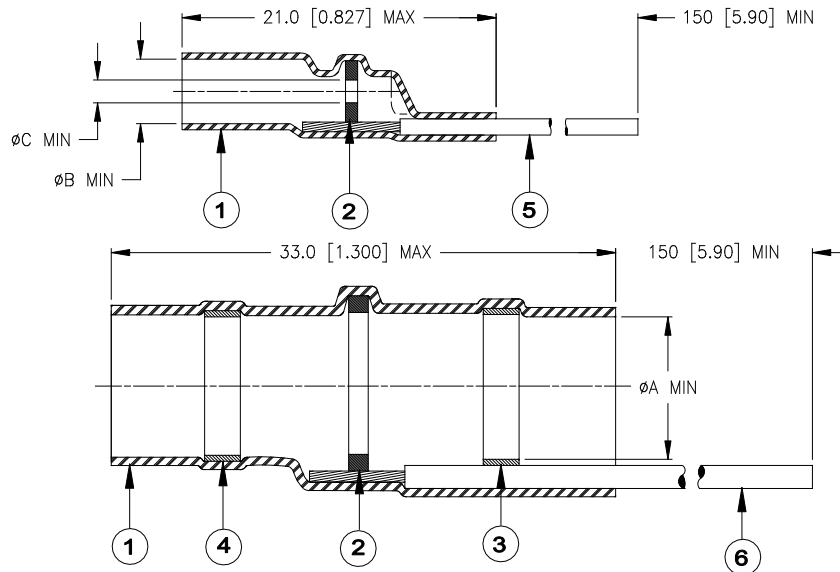 21.0 [0.827] MAX
150 [5.90] MIN
øC MIN
øB MIN
1
2
5
33.0 [1.300] MAX
150 [5.90] MIN
øA MIN
1
4
2
3
6